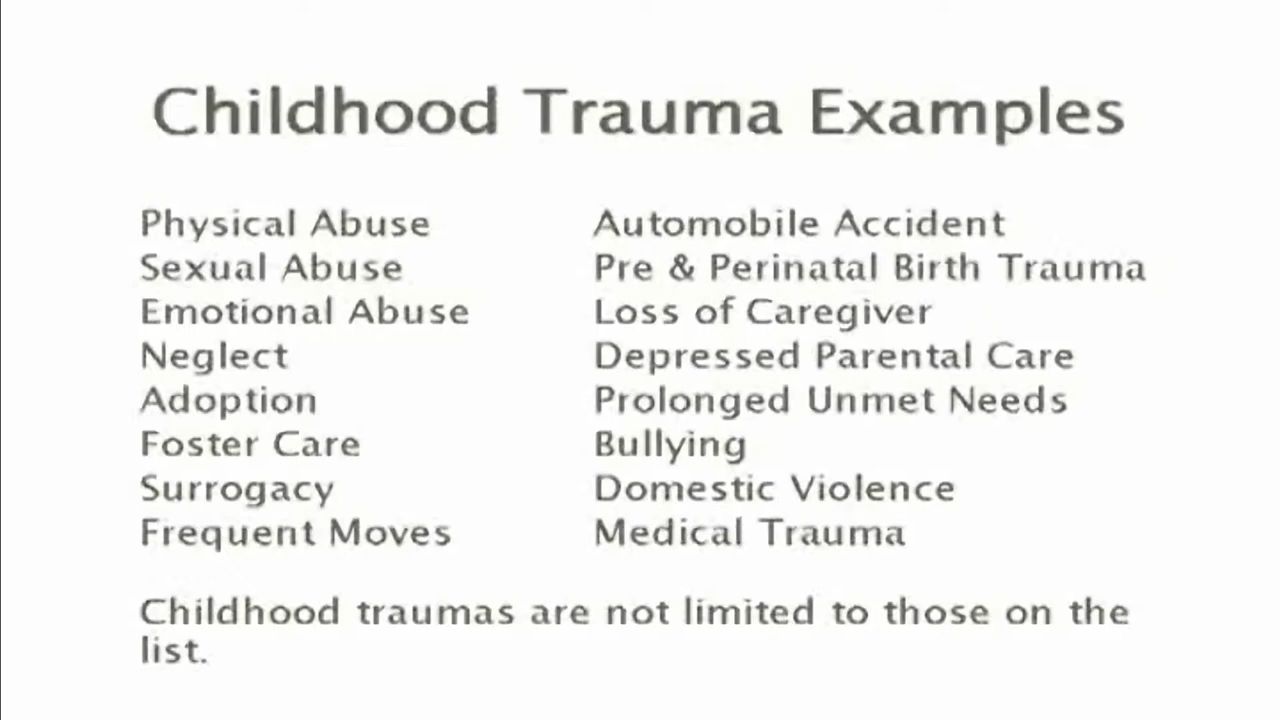 Childhood Trauma Examples
Physical Abuse
Sexual Abuse
Emotional Abuse
Neglect
Adoption
Foster Care
Surrogacy
Frequent Moves
Automobile Accident
Pre & Perinatal Birth Trauma
Loss of Caregiver
Depressed Parental Care
Prolonged Unmet Needs
Bullying
Domestic Violence
Medical Trauma
Childhood traumas are not limited to those on the
list.